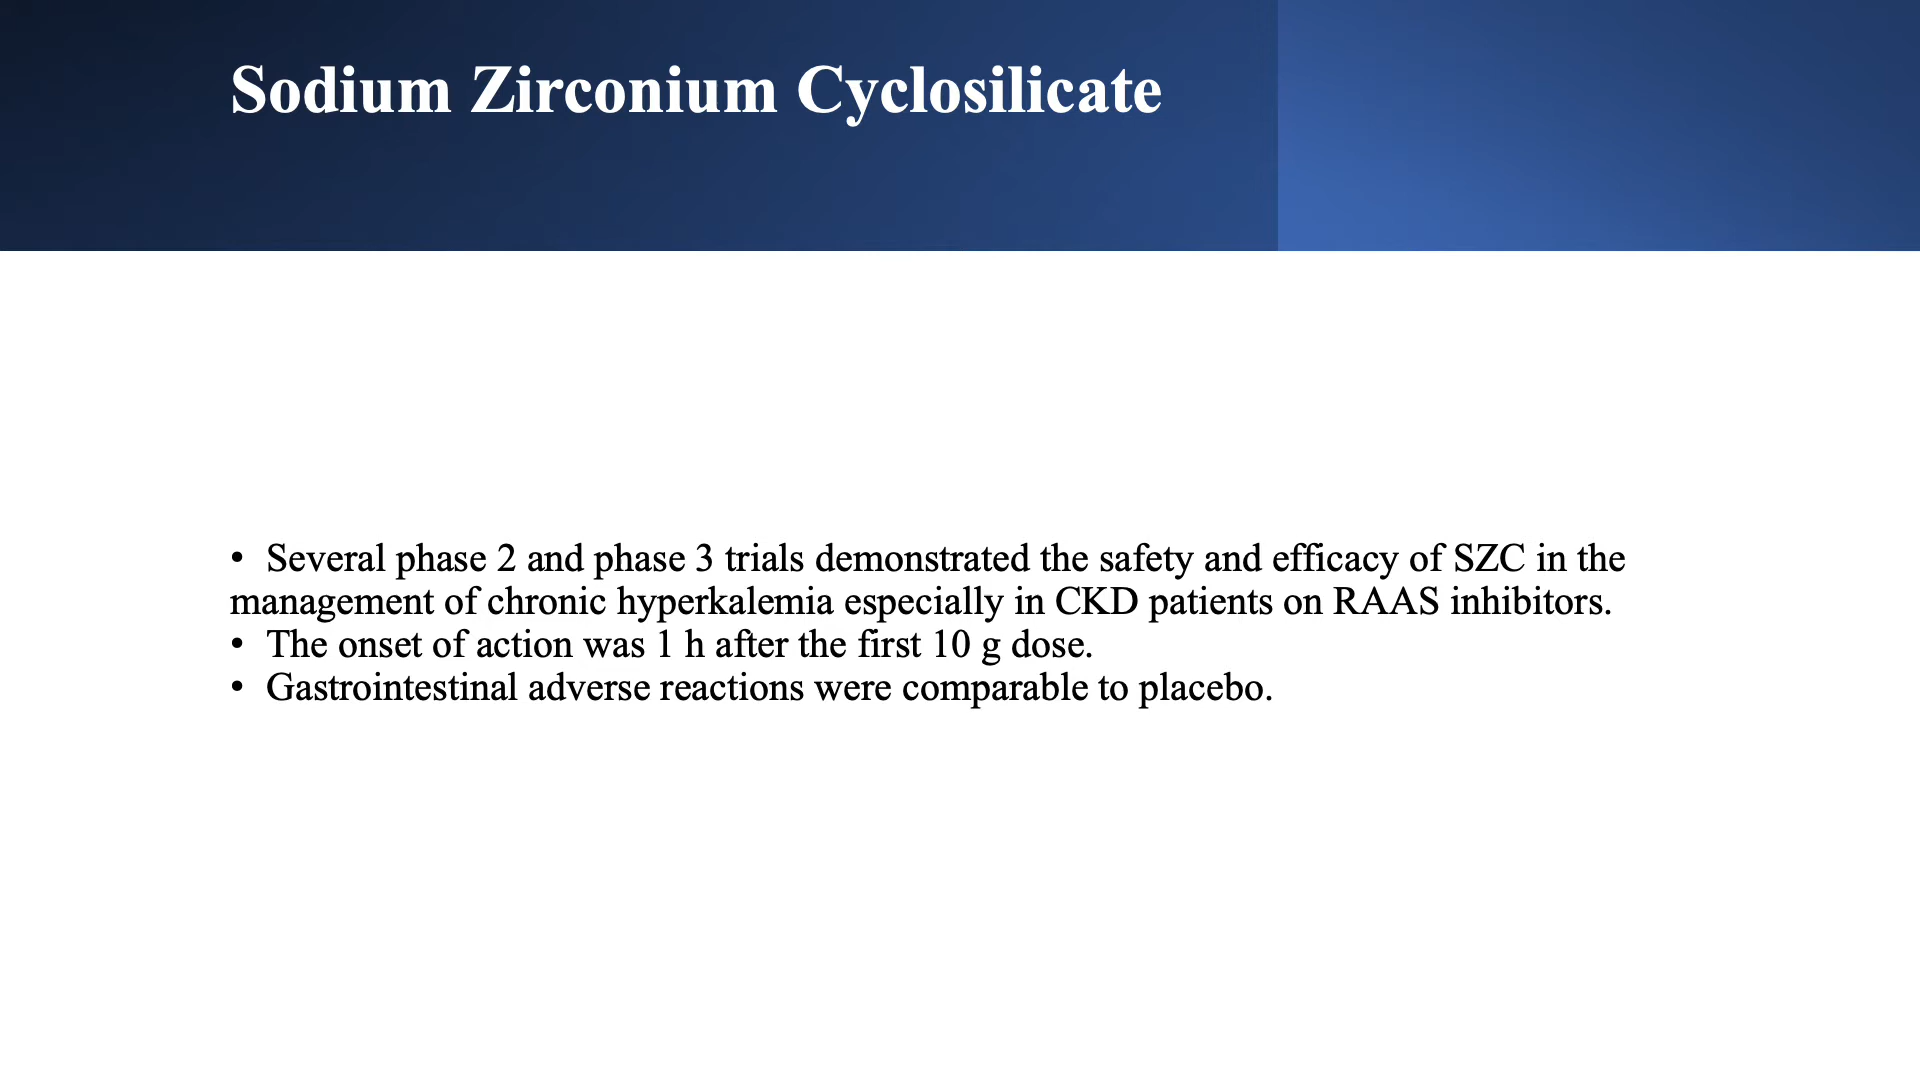 Sodium Zirconium Cyclosilicate
• Several phase 2 and phase 3 trials demonstrated the safety and efficacy of SZC in the
management of chronic hyperkalemia especially in CKD patients on RAAS inhibitors.
• The onset of action was 1 h after the first 10 g dose.
• Gastrointestinal adverse reactions were comparable to placebo.